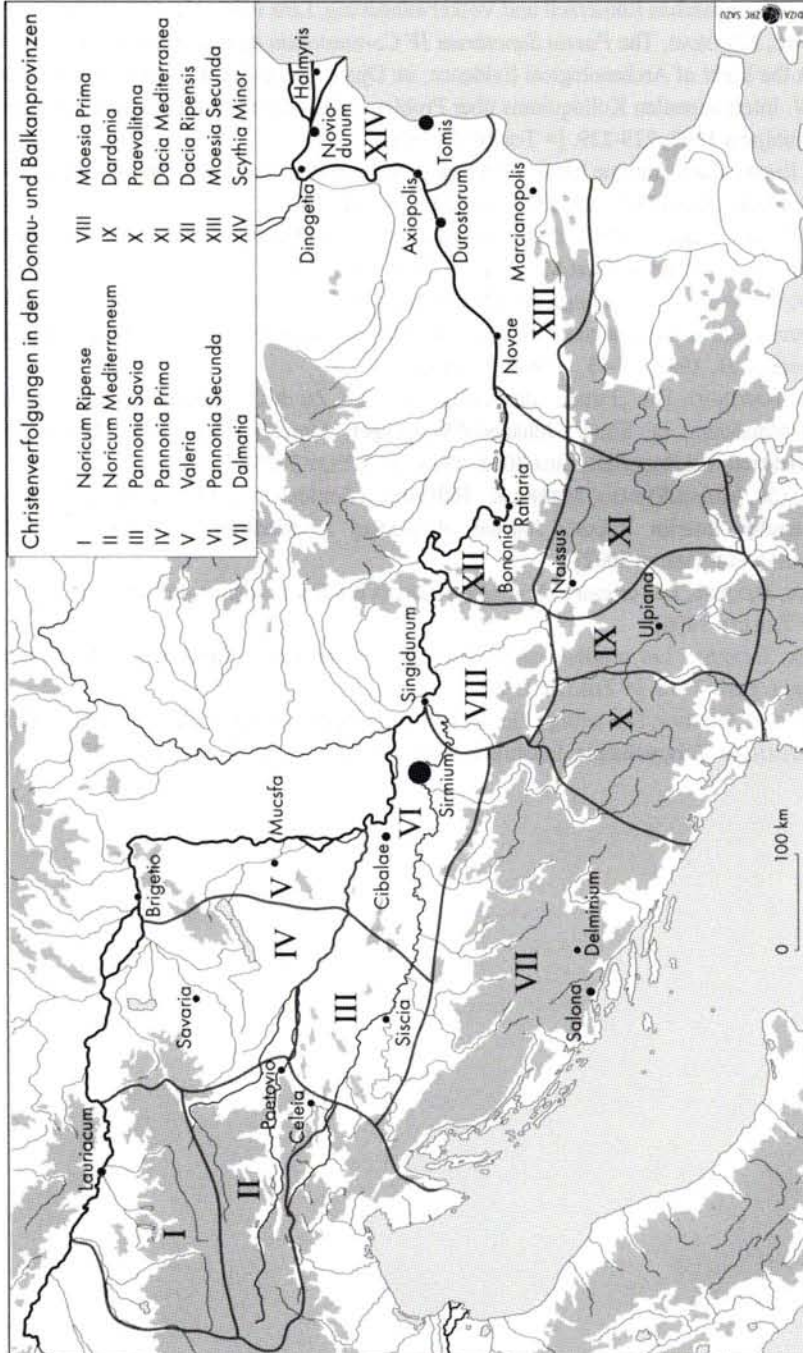 Christenverfolgungen in den Donau- und Balkanprovinzen
I Noricum Ripense
II Noricum Mediterraneum
III Pannonia Savia
IV Pannonia Prima
V Valeria
VI Pannonia Secunda
VII Dalmatia
VIII Moesia Prima
IX Dardania
X Praevalitana
XI Dacia Mediterranea
XII Dacia Ripensis
XIII Moesia Secunda
XIV Scythia Minor
Lauriacum
I
II
Savaria
Brigetio
Mucsfa
V
IV
Poetovio
Celeia
III
Siscia
Cibalae
VI
Sirmium
Singidunum
VIII
VII
Delminium
Salona
X
IX
Ulpiana
Naissus
XI
XII
Bononia
Ratiaria
Novae
XIII
Marcianopolis
Durostorum
Axiopolis
Tomis
XIV
Dinogetia
Novio-
dunum
Halmyris
0 100 km
ZRC SAZU